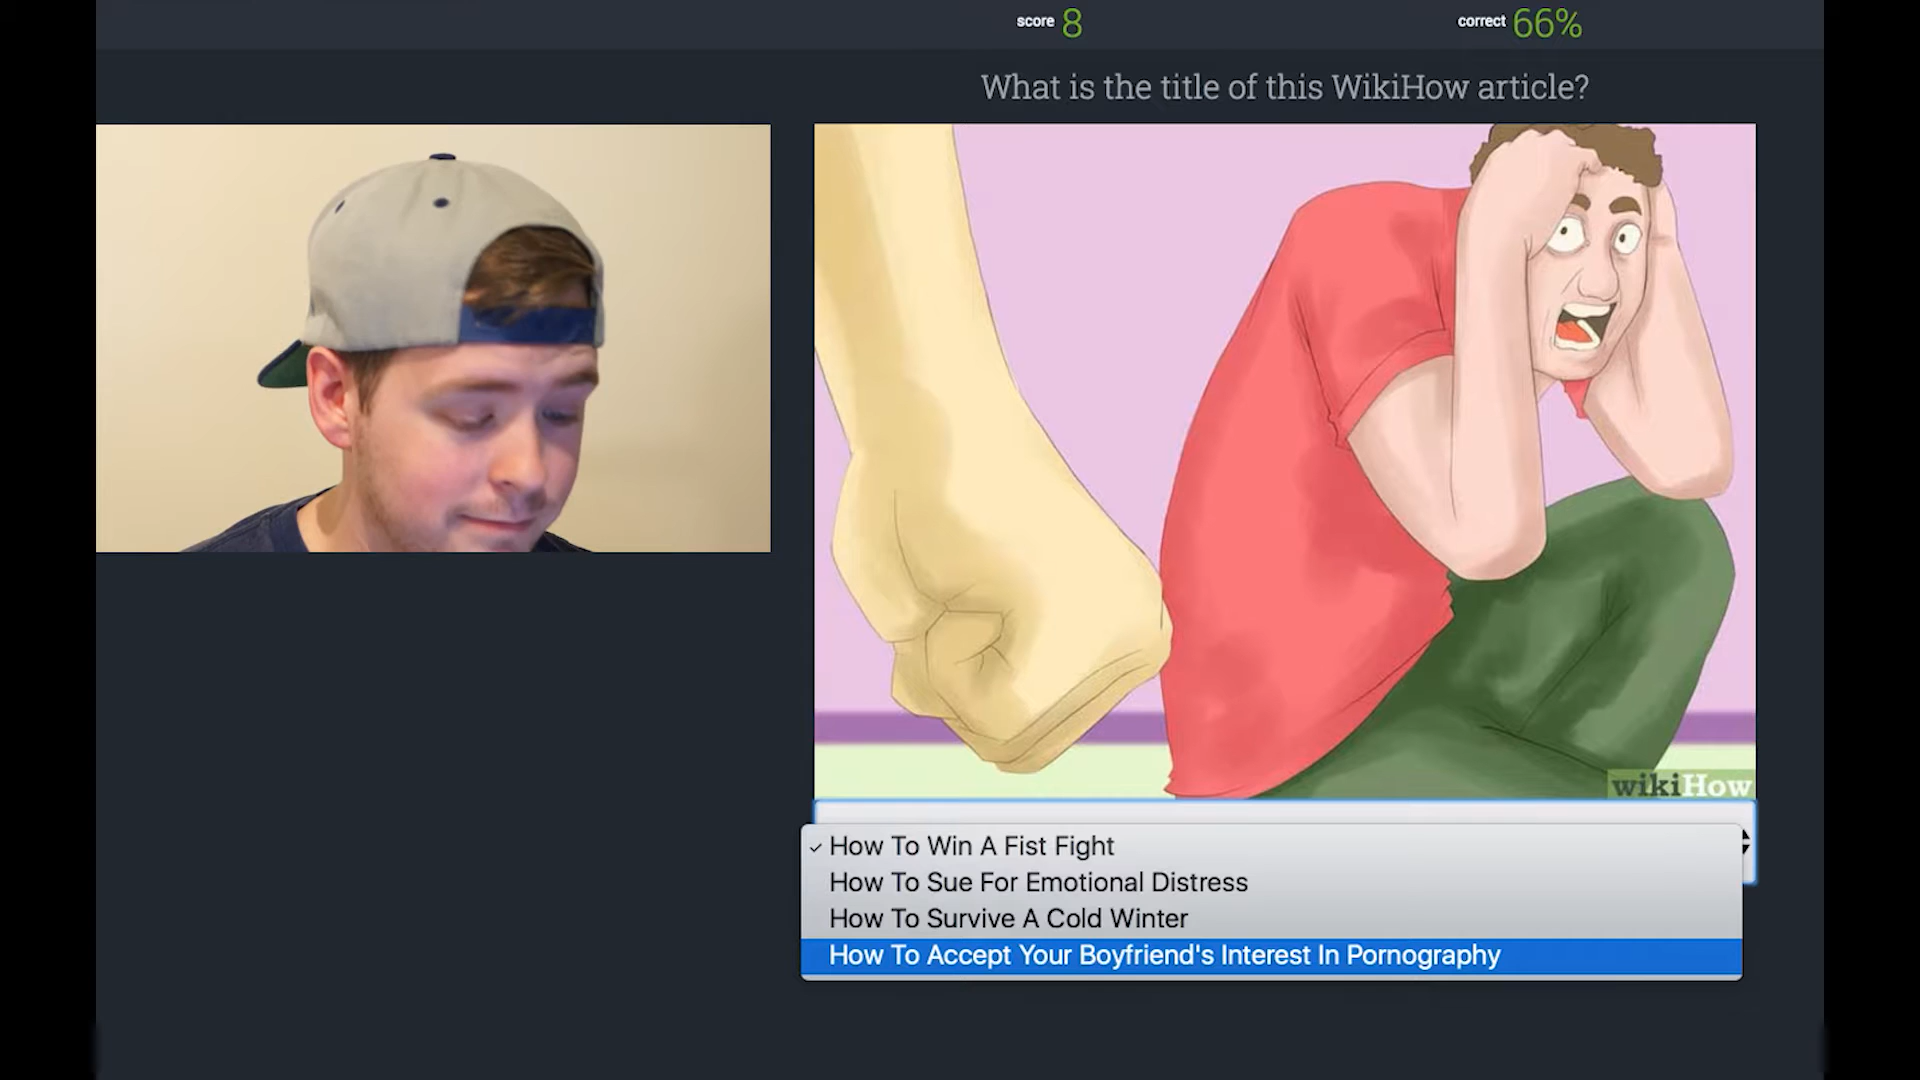 score 8
correct 66%
What is the title of this WikiHow article?
wikiHow
✓ How To Win A Fist Fight
How To Sue For Emotional Distress
How To Survive A Cold Winter
How To Accept Your Boyfriend's Interest In Pornography